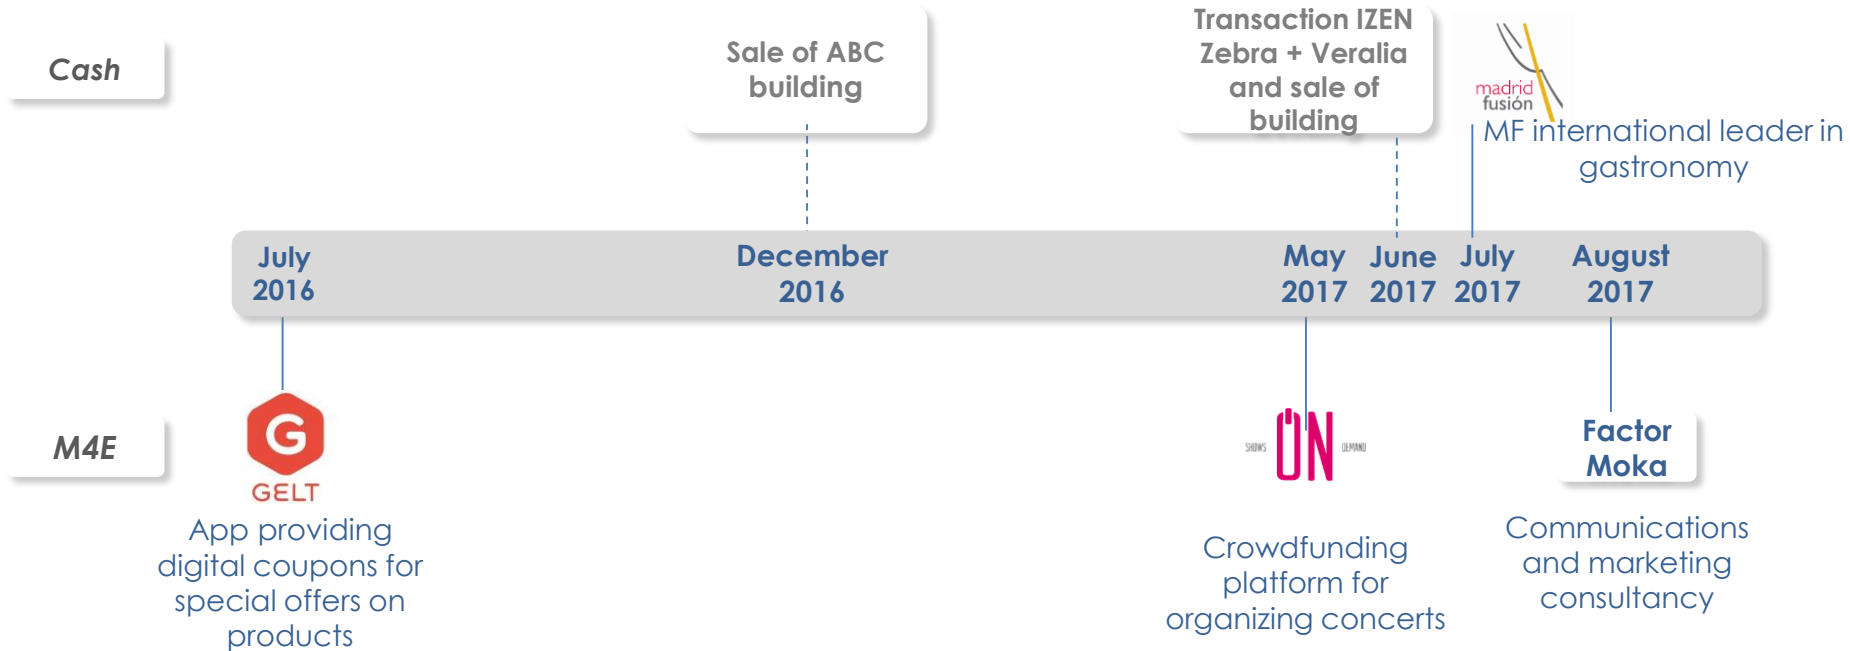 Cash
Sale of ABC
building
Transaction IZEN
Zebra + Veralia
and sale of
building
madrid
fusión
MF international leader in
gastronomy
July
2016
December
2016
May
2017
June
2017
July
2017
August
2017
M4E
G
GELT
App providing
digital coupons for
special offers on
products
SHOWS ON DEMAND
Crowdfunding
platform for
organizing concerts
Factor
Moka
Communications
and marketing
consultancy